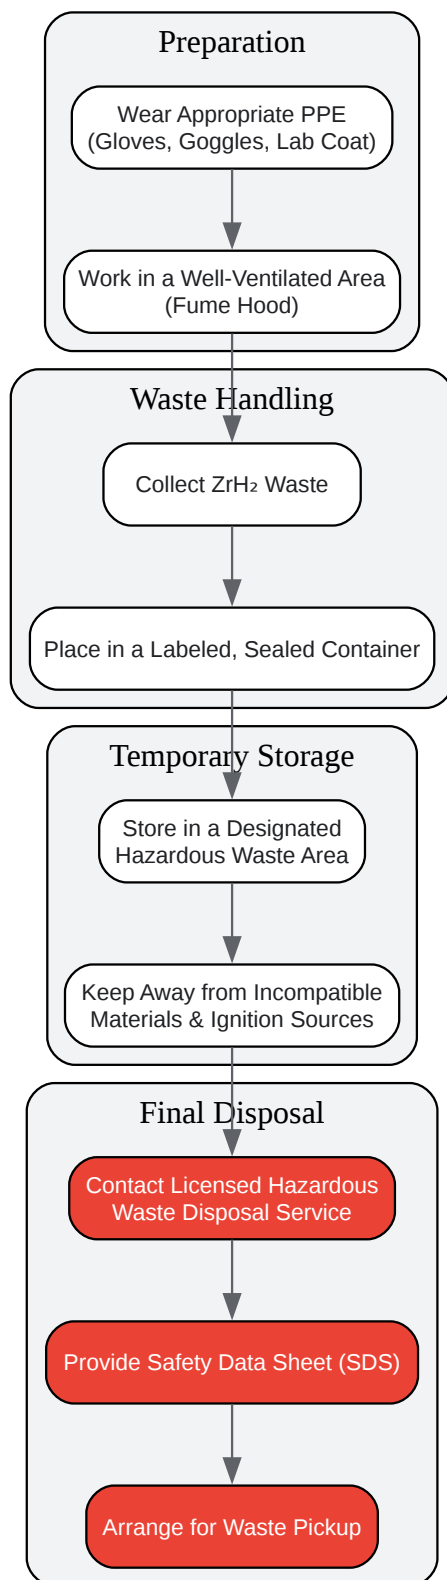 Preparation
Wear Appropriate PPE
(Gloves, Goggles, Lab Coat)
Work in a Well-Ventilated Area
(Fume Hood)
Waste Handling
Collect ZrH₂ Waste
Place in a Labeled, Sealed Container
Temporary Storage
Store in a Designated
Hazardous Waste Area
Keep Away from Incompatible
Materials & Ignition Sources
Final Disposal
Contact Licensed Hazardous
Waste Disposal Service
Provide Safety Data Sheet (SDS)
Arrange for Waste Pickup